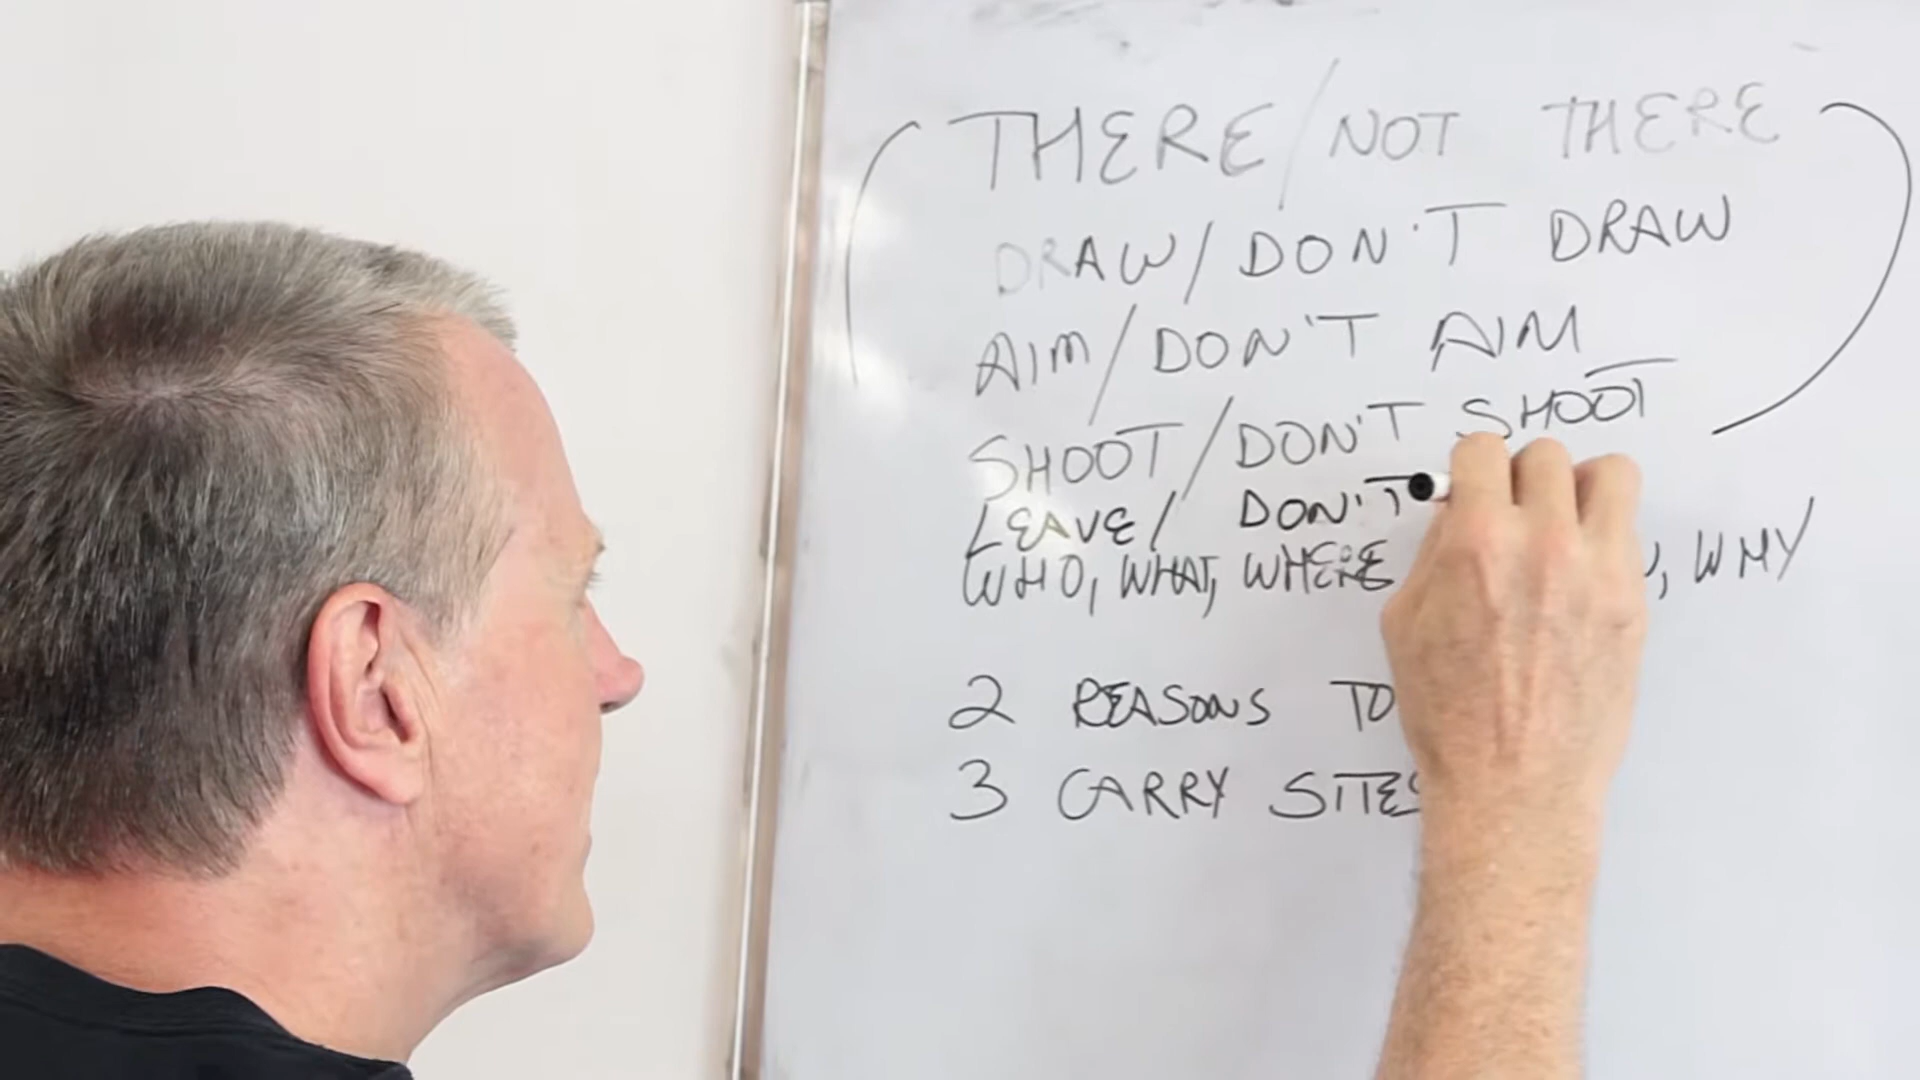 THERE/NOT THERE
DRAW/DON'T DRAW
AIM/DON'T AIM
SHOOT/DON'T SHOOT
LEAVE/ DON'T
WHO, WHAT, WHERE , WHY
2 REASONS TO
3 CARRY SITES